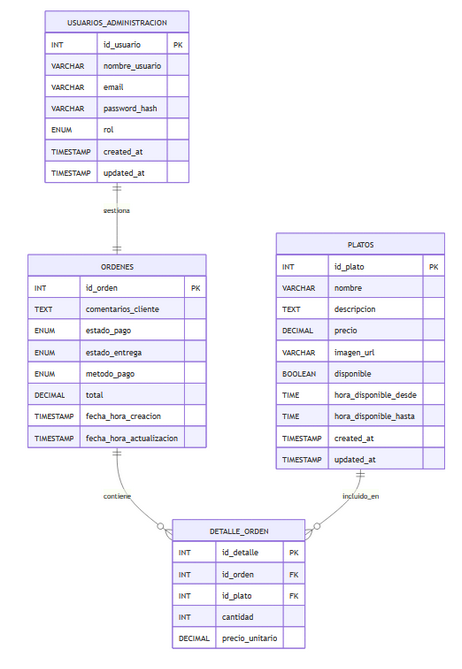 USUARIOS_ADMINISTRACION
INT id_usuario PK
VARCHAR nombre_usuario
VARCHAR email
VARCHAR password_hash
ENUM rol
TIMESTAMP created_at
TIMESTAMP updated_at
gestiona
ORDENES
INT id_orden PK
TEXT comentarios_cliente
ENUM estado_pago
ENUM estado_entrega
ENUM metodo_pago
DECIMAL total
TIMESTAMP fecha_hora_creacion
TIMESTAMP fecha_hora_actualizacion
PLATOS
INT id_plato PK
VARCHAR nombre
TEXT descripcion
DECIMAL precio
VARCHAR imagen_url
BOOLEAN disponible
TIME hora_disponible_desde
TIME hora_disponible_hasta
TIMESTAMP created_at
TIMESTAMP updated_at
contiene
incluido_en
DETALLE_ORDEN
INT id_detalle PK
INT id_orden FK
INT id_plato FK
INT cantidad
DECIMAL precio_unitario